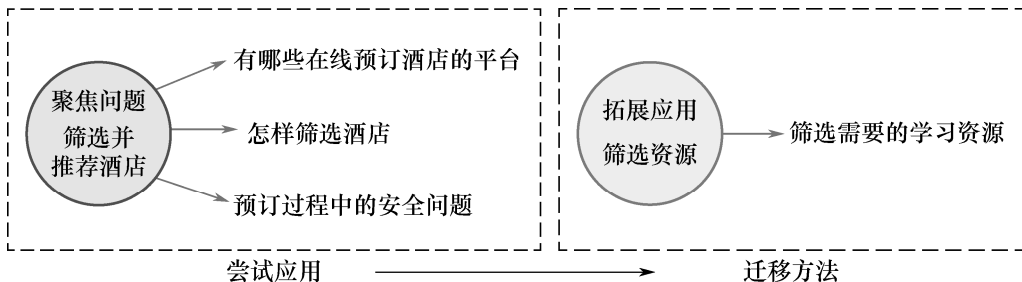 聚焦问题
筛选并
推荐酒店
有哪些在线预订酒店的平台
怎样筛选酒店
预订过程中的安全问题
拓展应用
筛选资源
筛选需要的学习资源
尝试应用
迁移方法